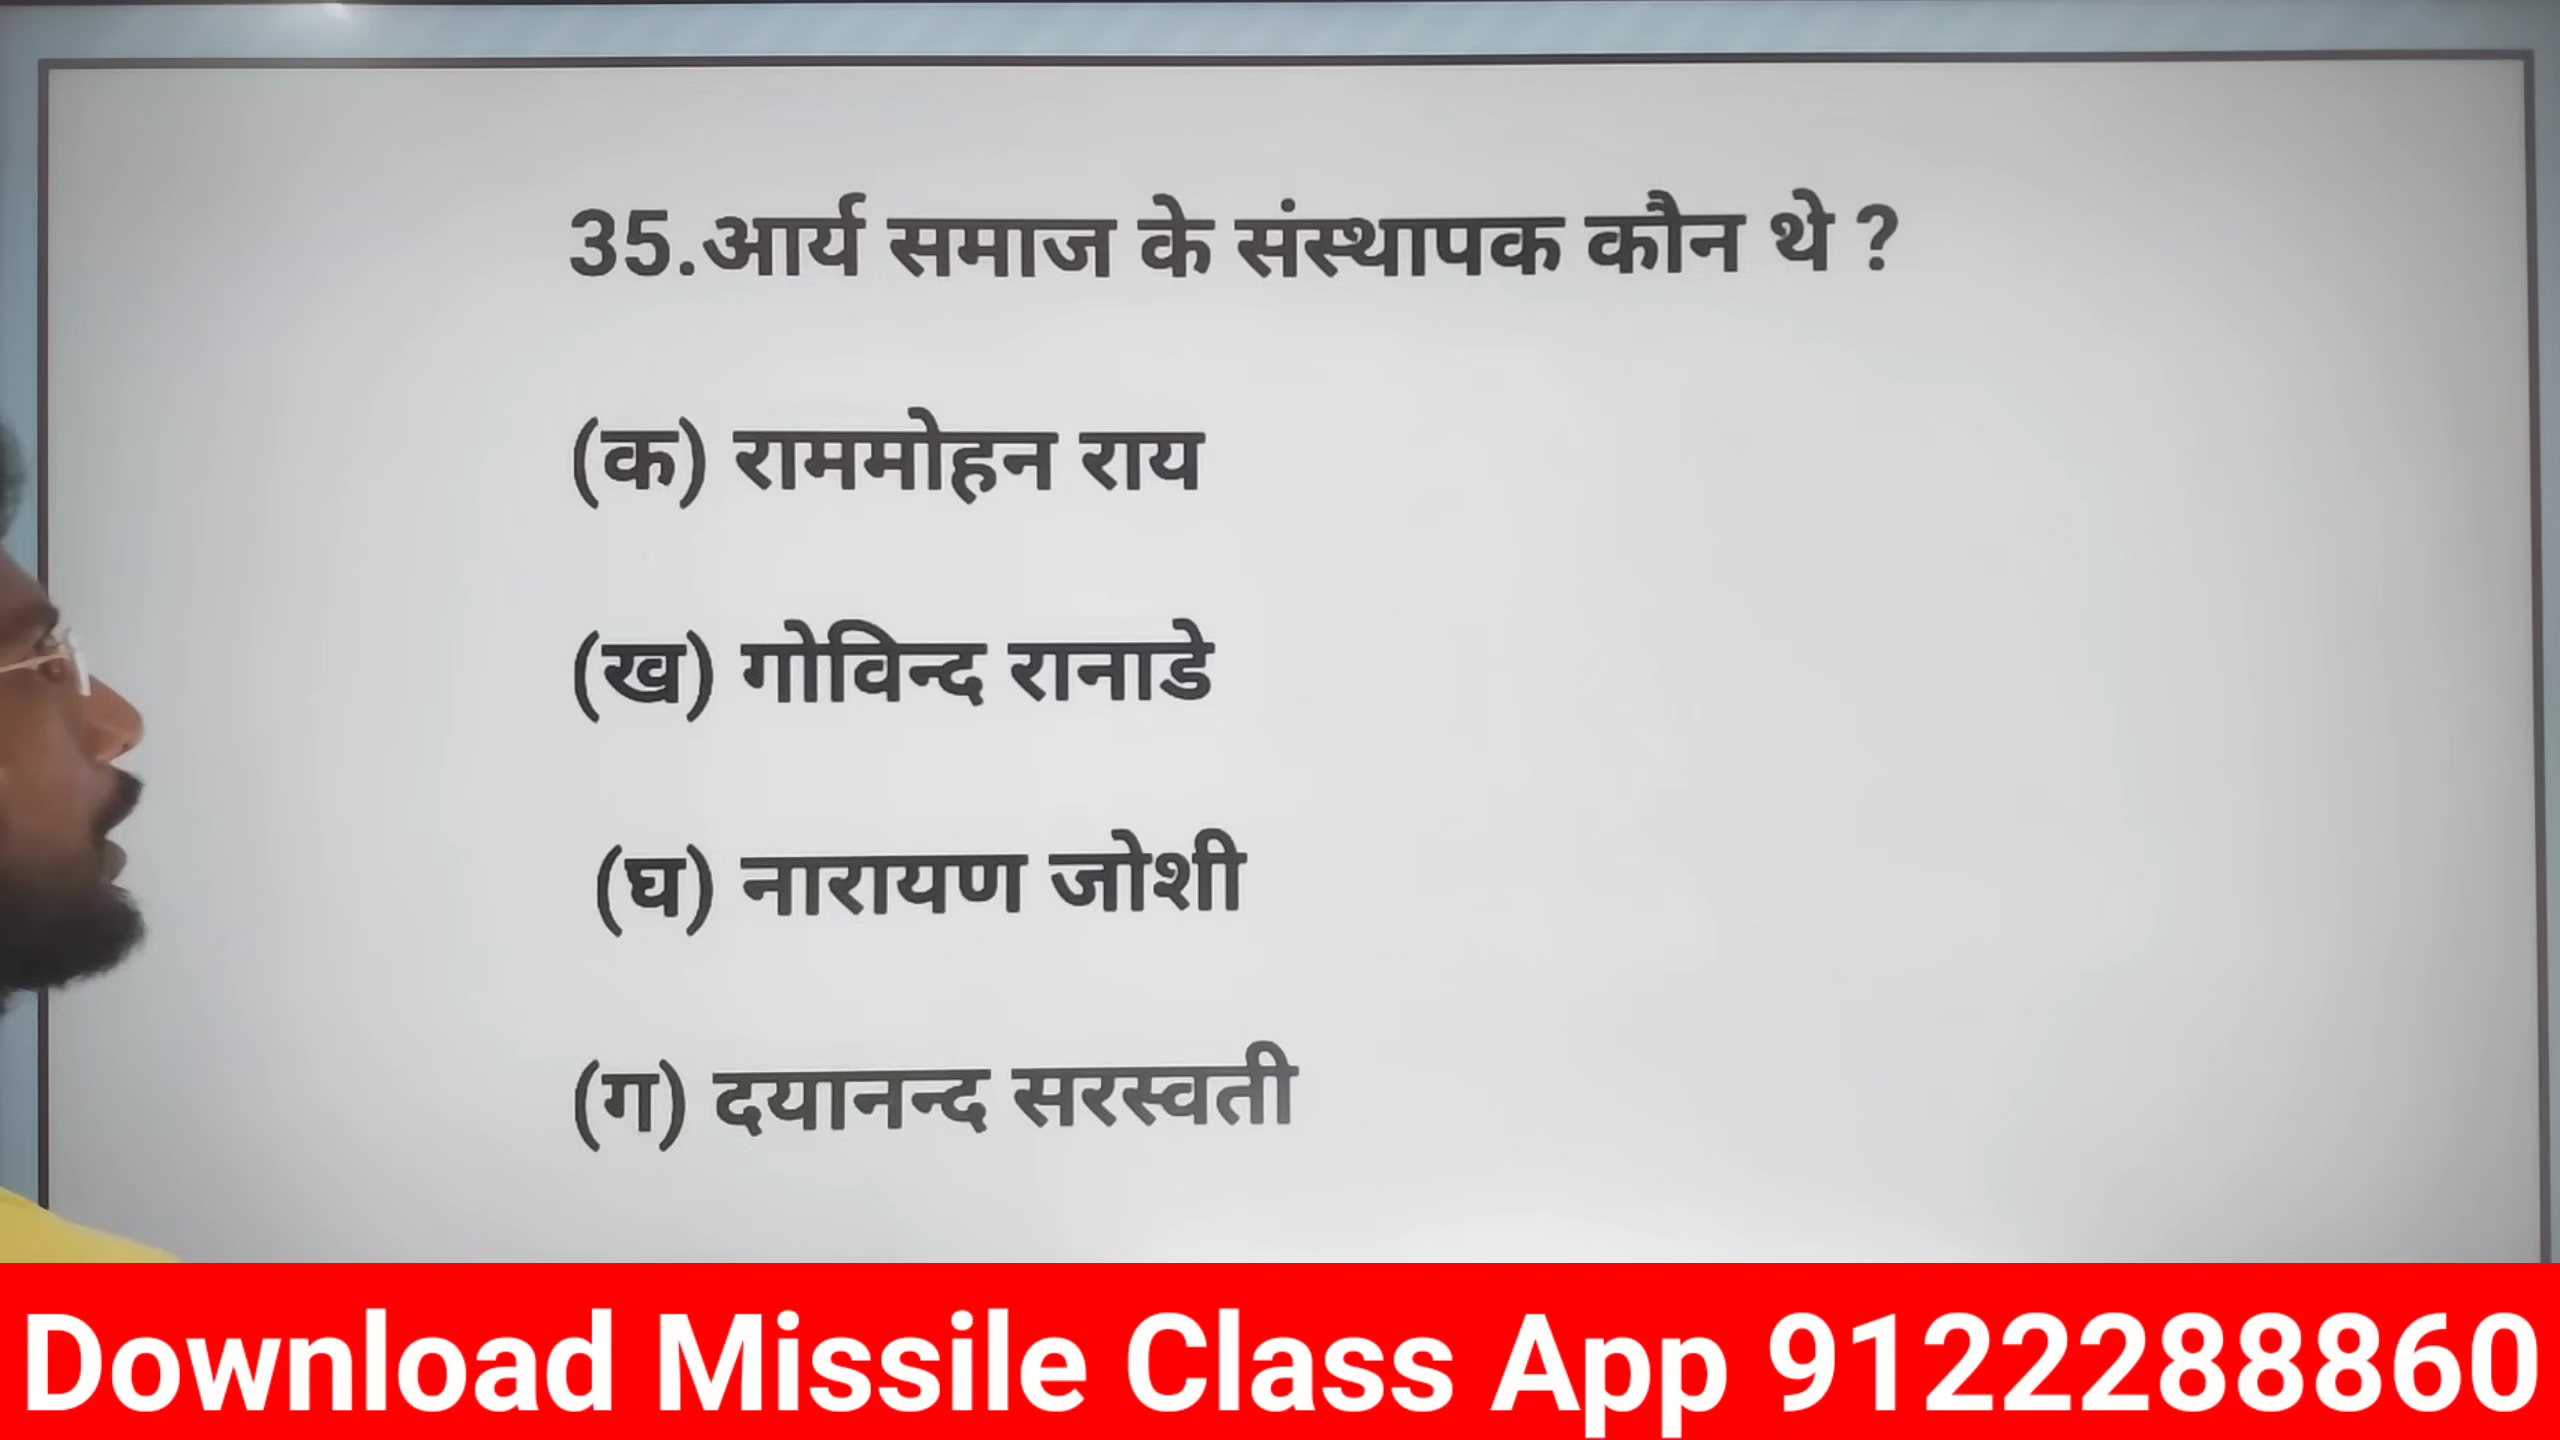 35.आर्य समाज के संस्थापक कौन थे ?
(क) राममोहन राय
(ख) गोविन्द रानाडे
(घ) नारायण जोशी
(ग) दयानन्द सरस्वती
Download Missile Class App 9122288860